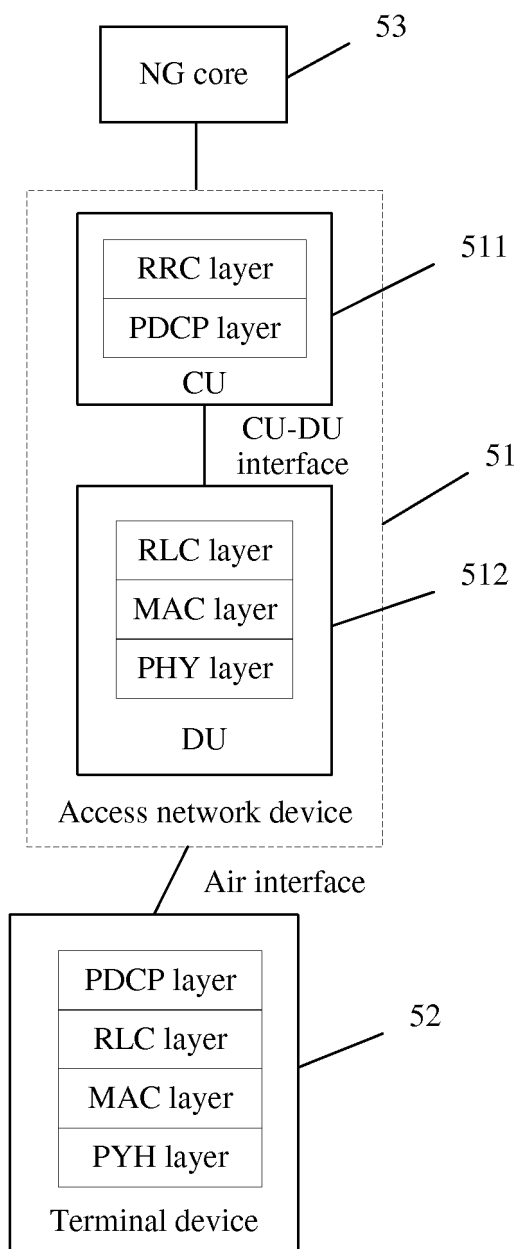 53
NG core
511
RRC layer
PDCP layer
CU
CU-DU
interface
51
RLC layer
512
MAC layer
PHY layer
DU
Access network device
Air interface
PDCP layer
52
RLC layer
MAC layer
PYH layer
Terminal device